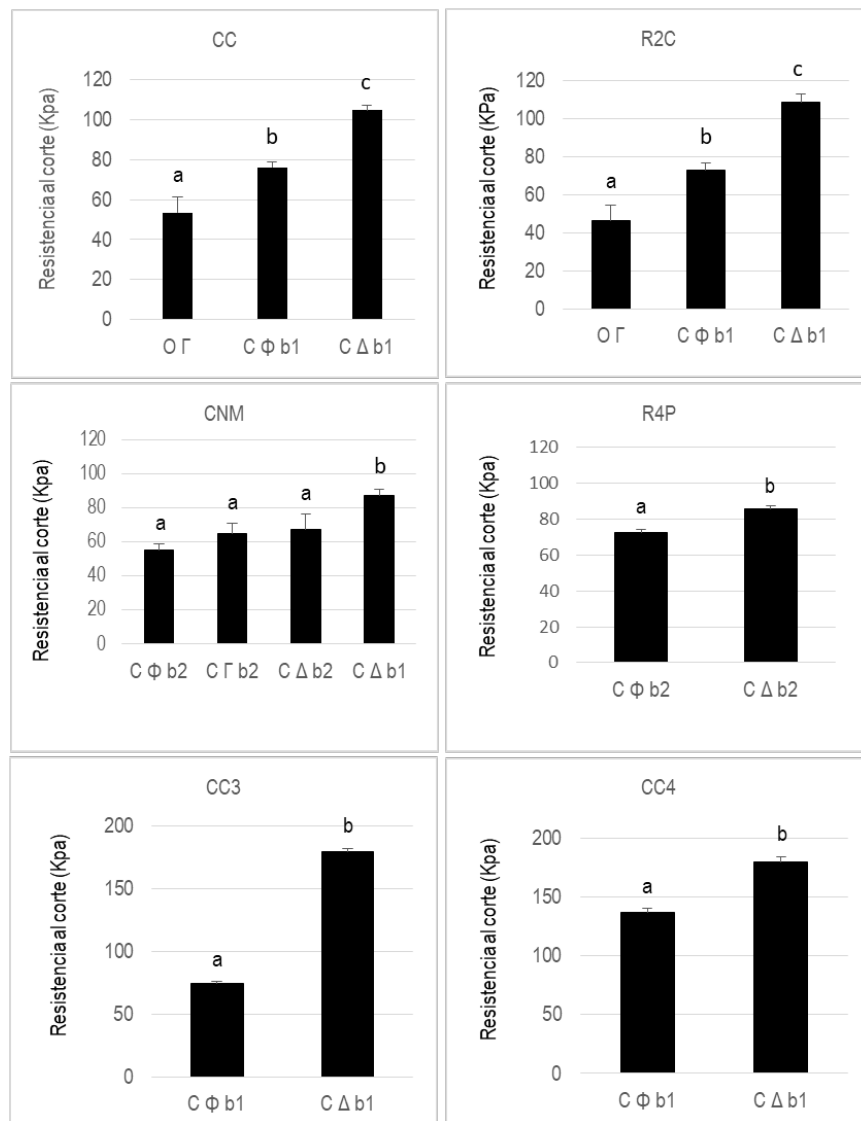 CC
Resistencia al corte (Kpa)
120
100
80
60
40
20
0
a
b
c
O Γ
C Φ b1
C Δ b1
R2C
Resistencia al corte (KPa)
120
100
80
60
40
20
0
a
b
c
O Γ
C Φ b1
C Δ b1
CNM
Resistencia al corte (Kpa)
120
100
80
60
40
20
0
a
a
a
b
C Φ b2
C Γ b2
C Δ b2
C Δ b1
R4P
Resistencia al corte (Kpa)
120
100
80
60
40
20
0
a
b
C Φ b2
C Δ b2
CC3
Resistencia al corte (Kpa)
200
150
100
50
0
a
b
C Φ b1
C Δ b1
CC4
Resistencia al corte (Kpa)
200
150
100
50
0
a
b
C Φ b1
C Δ b1